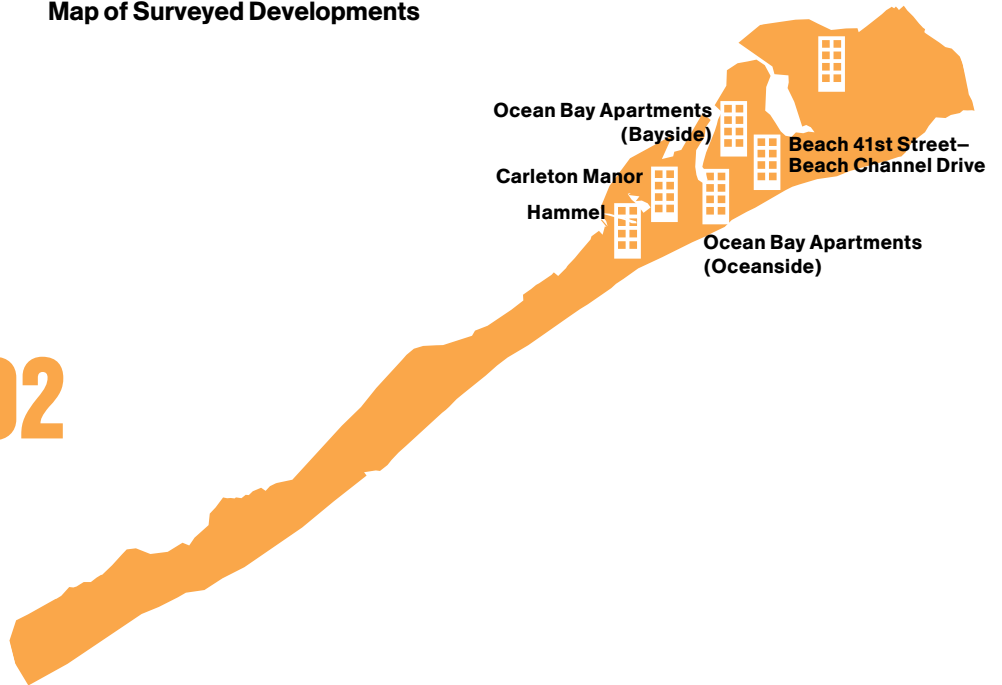 Map of Surveyed Developments
Ocean Bay Apartments
(Bayside)
Beach 41st Street–
Beach Channel Drive
Carleton Manor
Hammel
Ocean Bay Apartments
(Oceanside)
02